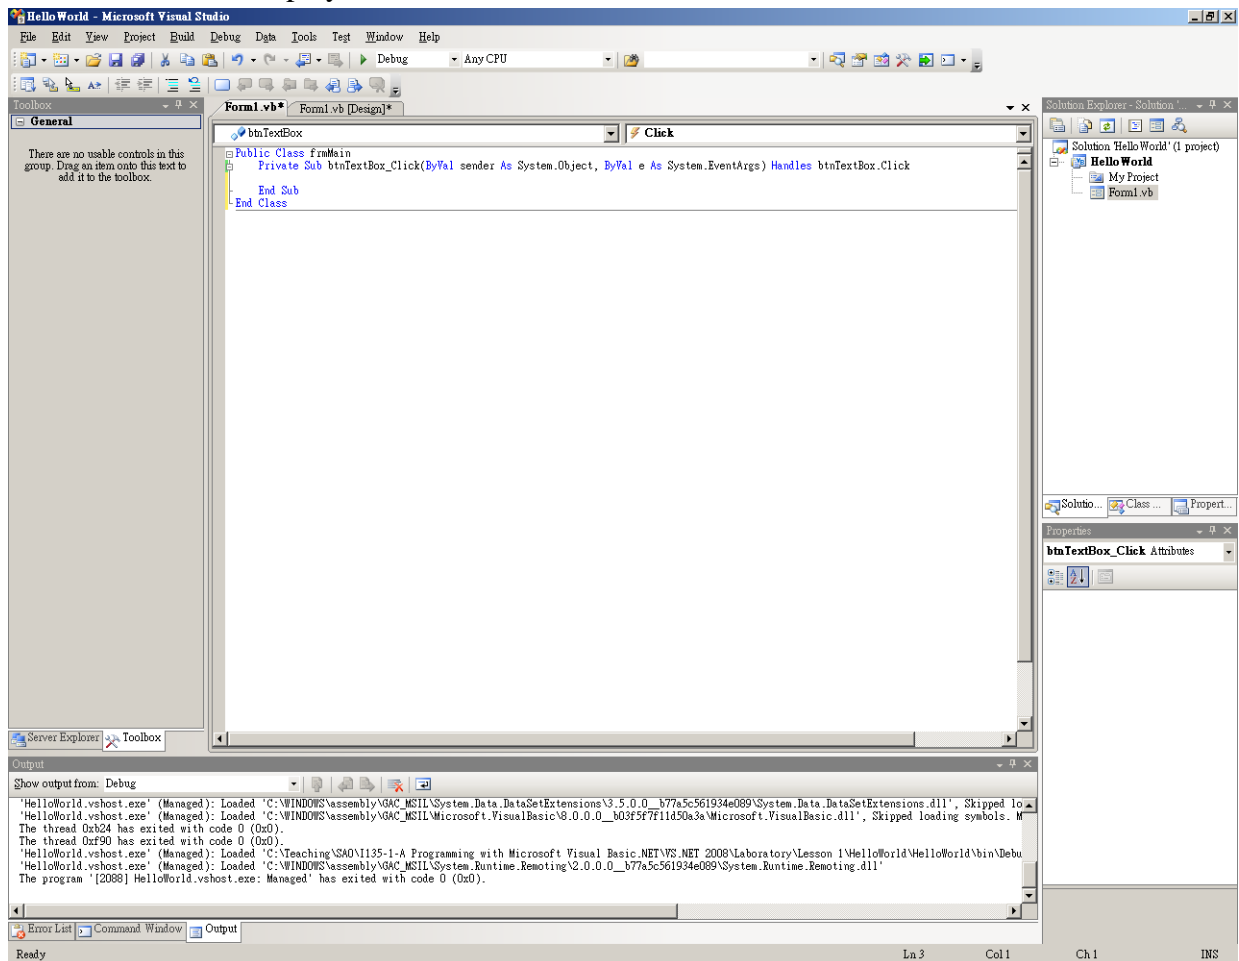 HelloWorld - Microsoft Visual Studio
File Edit View Project Build Debug Data Tools Test Window Help
Debug Any CPU
Toolbox
General
There are no usable controls in this
group. Drag an item onto this text to
add it to the toolbox.
Server Explorer Toolbox
Form1.vb* Form1.vb [Design]*
btnTextBox Click
Public Class frmMain
Private Sub btnTextBox_Click(ByVal sender As System.Object, ByVal e As System.EventArgs) Handles btnTextBox.Click
End Sub
End Class
Solution Explorer - Solution '...
Solution 'HelloWorld' (1 project)
HelloWorld
My Project
Form1.vb
Solutio... Class ... Propert...
Properties
btnTextBox_Click Attributes
Output
Show output from: Debug
'HelloWorld.vshost.exe' (Managed): Loaded 'C:\WINDOWS\assembly\GAC_MSIL\System.Data.DataSetExtensions\3.5.0.0__b77a5c561934e089\System.Data.DataSetExtensions.dll', Skipped lo
'HelloWorld.vshost.exe' (Managed): Loaded 'C:\WINDOWS\assembly\GAC_MSIL\Microsoft.VisualBasic\8.0.0.0__b03f5f7f11d50a3a\Microsoft.VisualBasic.dll', Skipped loading symbols. M
The thread 0xb24 has exited with code 0 (0x0).
The thread 0xf90 has exited with code 0 (0x0).
'HelloWorld.vshost.exe' (Managed): Loaded 'C:\Teaching\SAO\I135-1-A Programming with Microsoft Visual Basic.NET\VS.NET 2008\Laboratory\Lesson 1\HelloWorld\HelloWorld\bin\Debu
'HelloWorld.vshost.exe' (Managed): Loaded 'C:\WINDOWS\assembly\GAC_MSIL\System.Runtime.Remoting\2.0.0.0__b77a5c561934e089\System.Runtime.Remoting.dll'
The program '[2088] HelloWorld.vshost.exe: Managed' has exited with code 0 (0x0).
Error List Command Window Output
Ready Ln 3 Col 1 Ch 1 INS